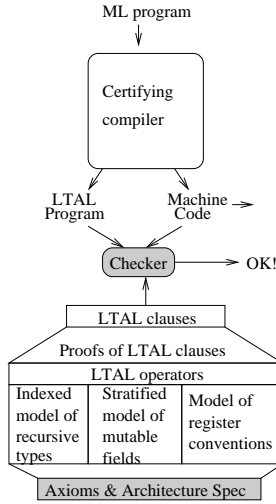 ML program
Certifying
compiler
LTAL
Program
Machine
Code
Checker
OK!
LTAL clauses
Proofs of LTAL clauses
LTAL operators
Indexed
model of
recursive
types
Stratified
model of
mutable
fields
Model of
register
conventions
Axioms & Architecture Spec